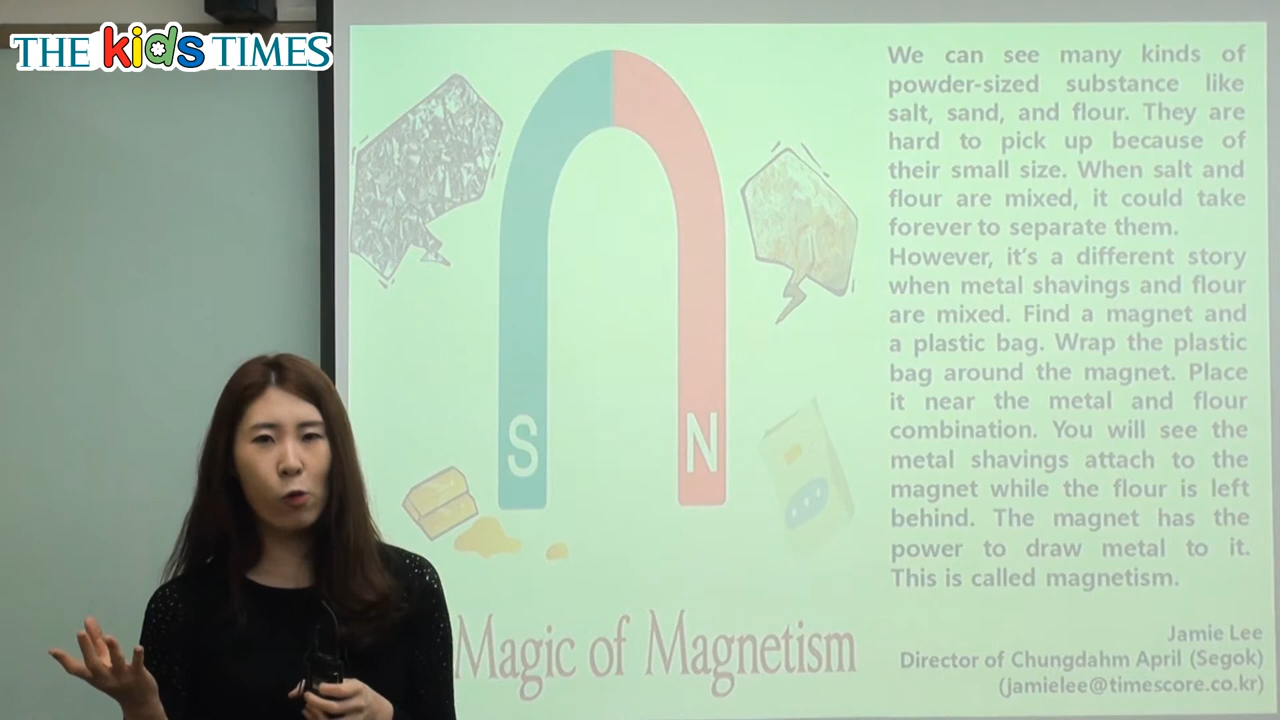 THE kids TIMES
We can see many kinds of
powder-sized substance like
salt, sand, and flour. They are
hard to pick up because of
their small size. When salt and
flour are mixed, it could take
forever to separate them.
However, it's a different story
when metal shavings and flour
are mixed. Find a magnet and
a plastic bag. Wrap the plastic
bag around the magnet. Place
it near the metal and flour
combination. You will see the
metal shavings attach to the
magnet while the flour is left
behind. The magnet has the
power to draw metal to it.
This is called magnetism.
S N
Magic of Magnetism
Jamie Lee
Director of Chungdahm April (Segok)
(jamielee@timescore.co.kr)